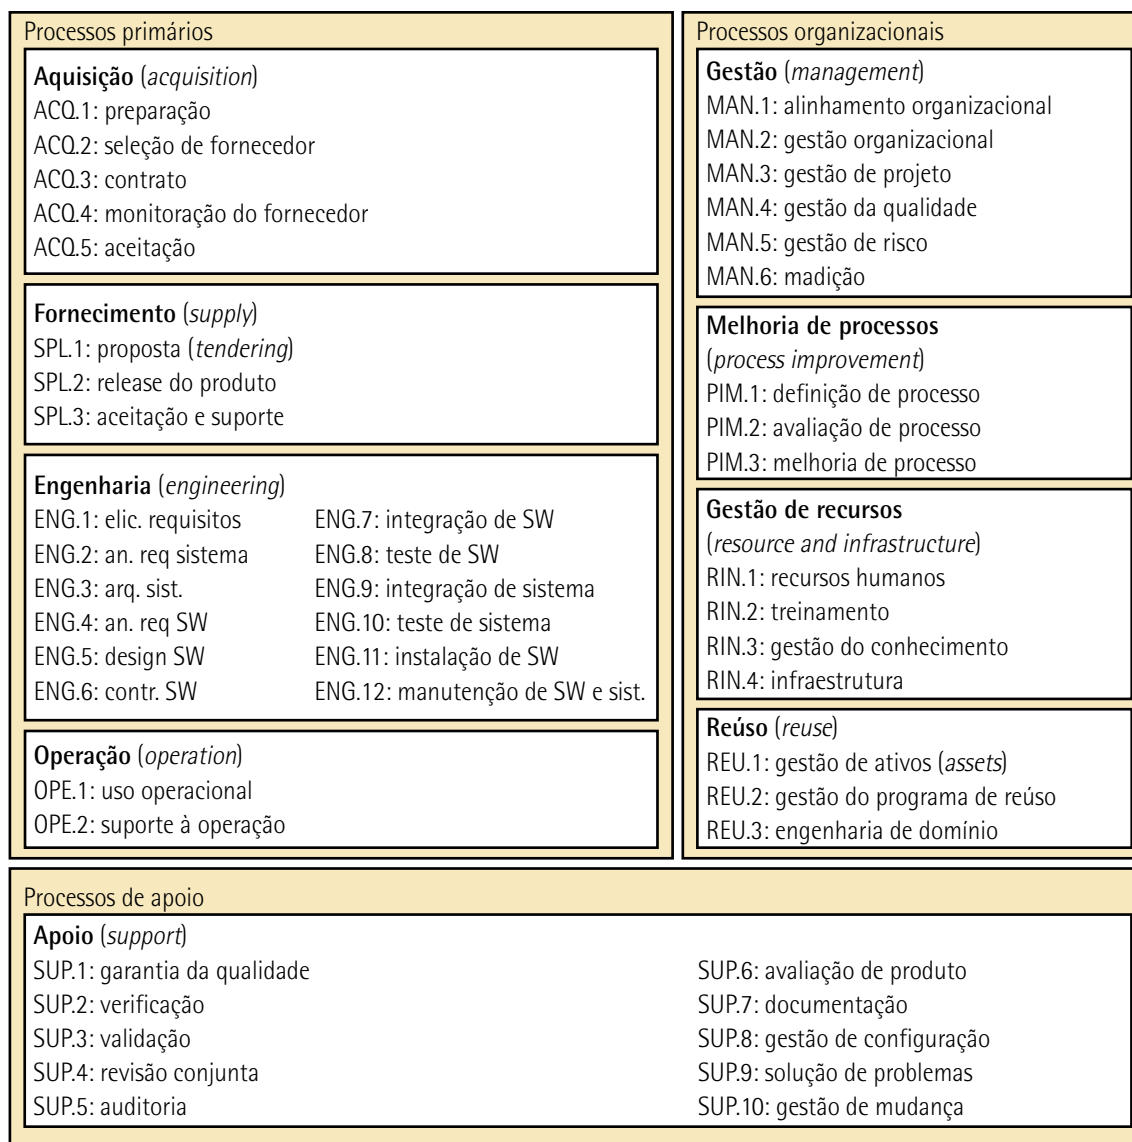 Processos primários
Aquisição (acquisition)
ACQ.1: preparação
ACQ.2: seleção de fornecedor
ACQ.3: contrato
ACQ.4: monitoração do fornecedor
ACQ.5: aceitação
Fornecimento (supply)
SPL.1: proposta (tendering)
SPL.2: release do produto
SPL.3: aceitação e suporte
Engenharia (engineering)
ENG.1: elic. requisitos
ENG.2: an. req sistema
ENG.3: arq. sist.
ENG.4: an. req SW
ENG.5: design SW
ENG.6: contr. SW
ENG.7: integração de SW
ENG.8: teste de SW
ENG.9: integração de sistema
ENG.10: teste de sistema
ENG.11: instalação de SW
ENG.12: manutenção de SW e sist.
Operação (operation)
OPE.1: uso operacional
OPE.2: suporte à operação
Processos organizacionais
Gestão (management)
MAN.1: alinhamento organizacional
MAN.2: gestão organizacional
MAN.3: gestão de projeto
MAN.4: gestão da qualidade
MAN.5: gestão de risco
MAN.6: madição
Melhoria de processos
(process improvement)
PIM.1: definição de processo
PIM.2: avaliação de processo
PIM.3: melhoria de processo
Gestão de recursos
(resource and infrastructure)
RIN.1: recursos humanos
RIN.2: treinamento
RIN.3: gestão do conhecimento
RIN.4: infraestrutura
Reúso (reuse)
REU.1: gestão de ativos (assets)
REU.2: gestão do programa de reúso
REU.3: engenharia de domínio
Processos de apoio
Apoio (support)
SUP.1: garantia da qualidade
SUP.2: verificação
SUP.3: validação
SUP.4: revisão conjunta
SUP.5: auditoria
SUP.6: avaliação de produto
SUP.7: documentação
SUP.8: gestão de configuração
SUP.9: solução de problemas
SUP.10: gestão de mudança